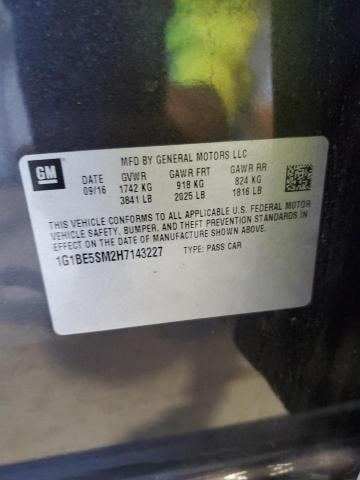 GM
MFD BY GENERAL MOTORS LLC
DATE GVWR GAWR FRT GAWR RR
09/16 1742 KG 918 KG 824 KG
3841 LB 2025 LB 1816 LB
THIS VEHICLE CONFORMS TO ALL APPLICABLE U.S. FEDERAL MOTOR
VEHICLE SAFETY, BUMPER, AND THEFT PREVENTION STANDARDS IN
EFFECT ON THE DATE OF MANUFACTURE SHOWN ABOVE.
1G1BE5SM2H7143227 TYPE: PASS CAR